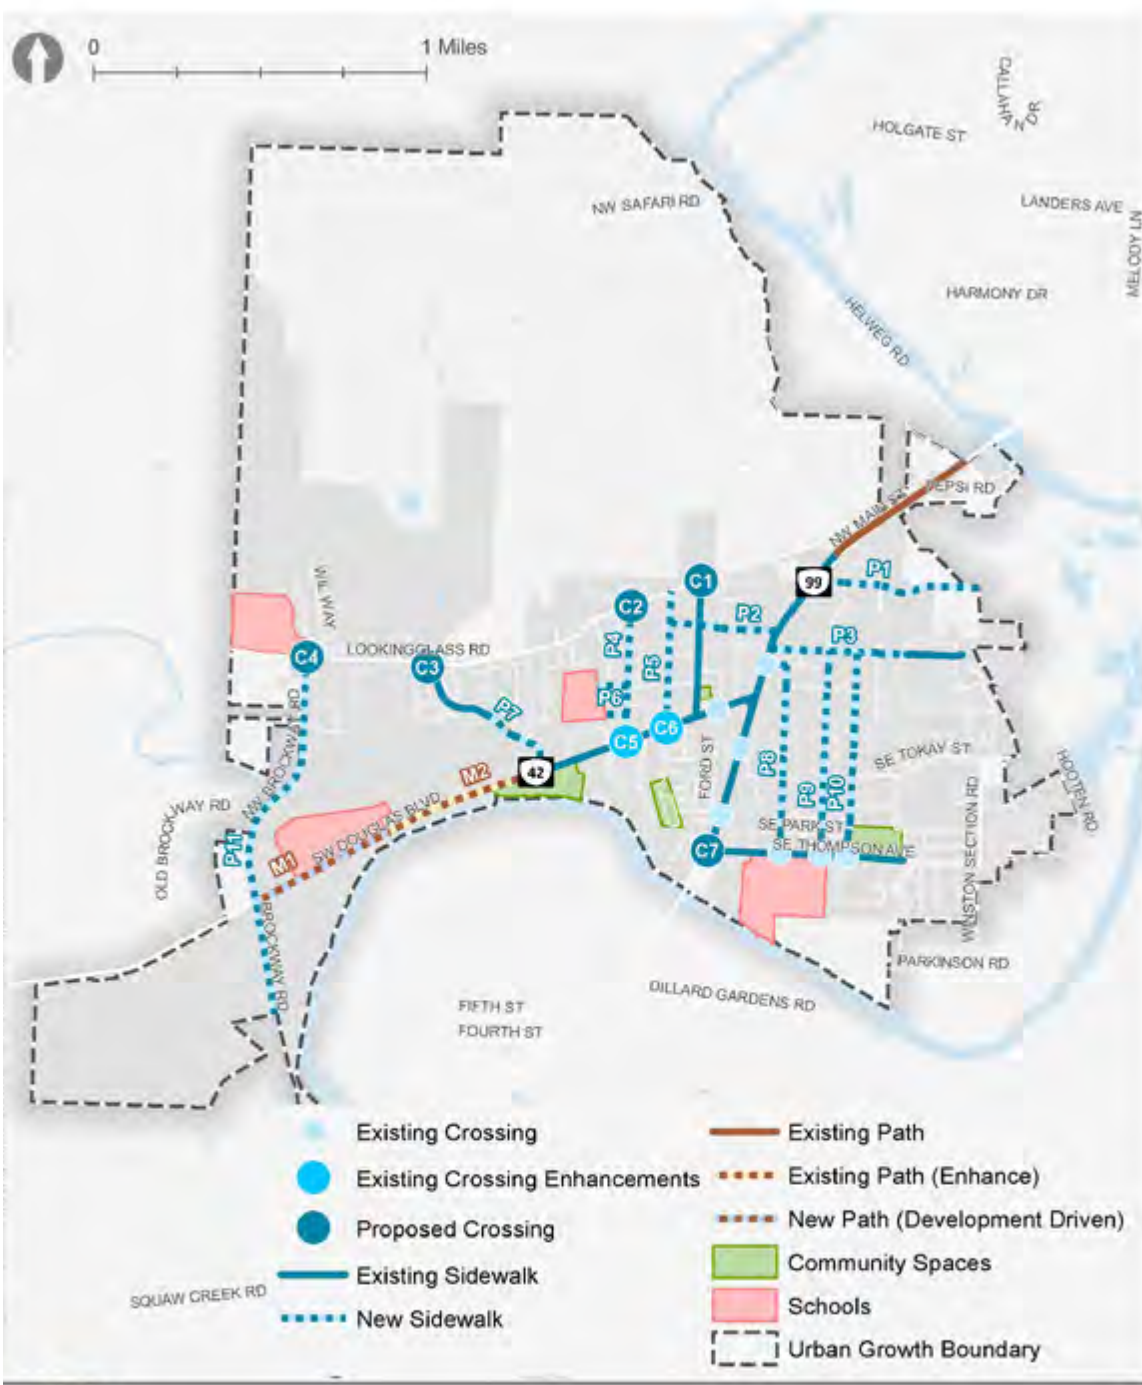 0
1 Miles
CALLAHAN DR
HOLGATE ST
NW SAFARI RD
LANDERS AVE
MELODY LN
HARMONY DR
HELWEG RD
PEPSI RD
NW MAIN ST
99
P1
C1
C2
P2
P3
P4
P5
P6
WIL WAY
LOOKINGGLASS RD
C4
C3
P7
C5
C6
42
M2
FORD ST
P8
P9
P10
SE TOKAY ST
HOOTEN RD
NW BROCKWAY RD
OLD BROCKWAY RD
P11
M1
SW DOUGLAS BLVD
SE PARK ST
C7
SE THOMPSON AVE
WINSTON SECTION RD
BROCKWAY RD
PARKINSON RD
DILLARD GARDENS RD
FIFTH ST
FOURTH ST
SQUAW CREEK RD
Existing Crossing
Existing Crossing Enhancements
Proposed Crossing
Existing Sidewalk
New Sidewalk
Existing Path
Existing Path (Enhance)
New Path (Development Driven)
Community Spaces
Schools
Urban Growth Boundary